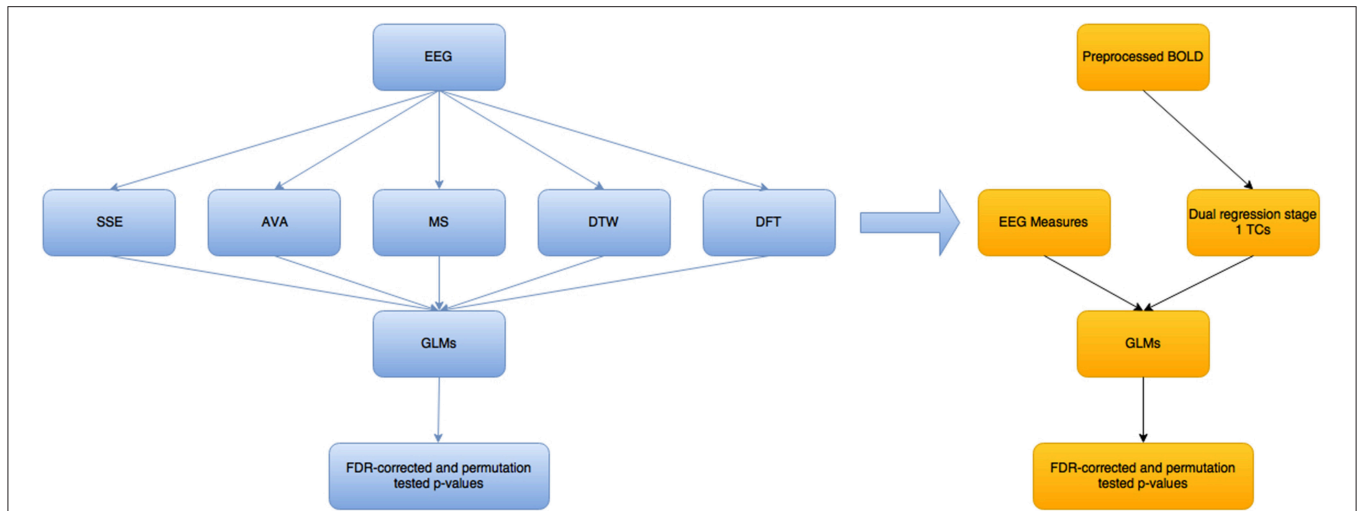 EEG
SSE
AVA
MS
DTW
DFT
GLMs
FDR-corrected and permutation
tested p-values
Preprocessed BOLD
EEG Measures
Dual regression stage
1 TCs
GLMs
FDR-corrected and permutation
tested p-values